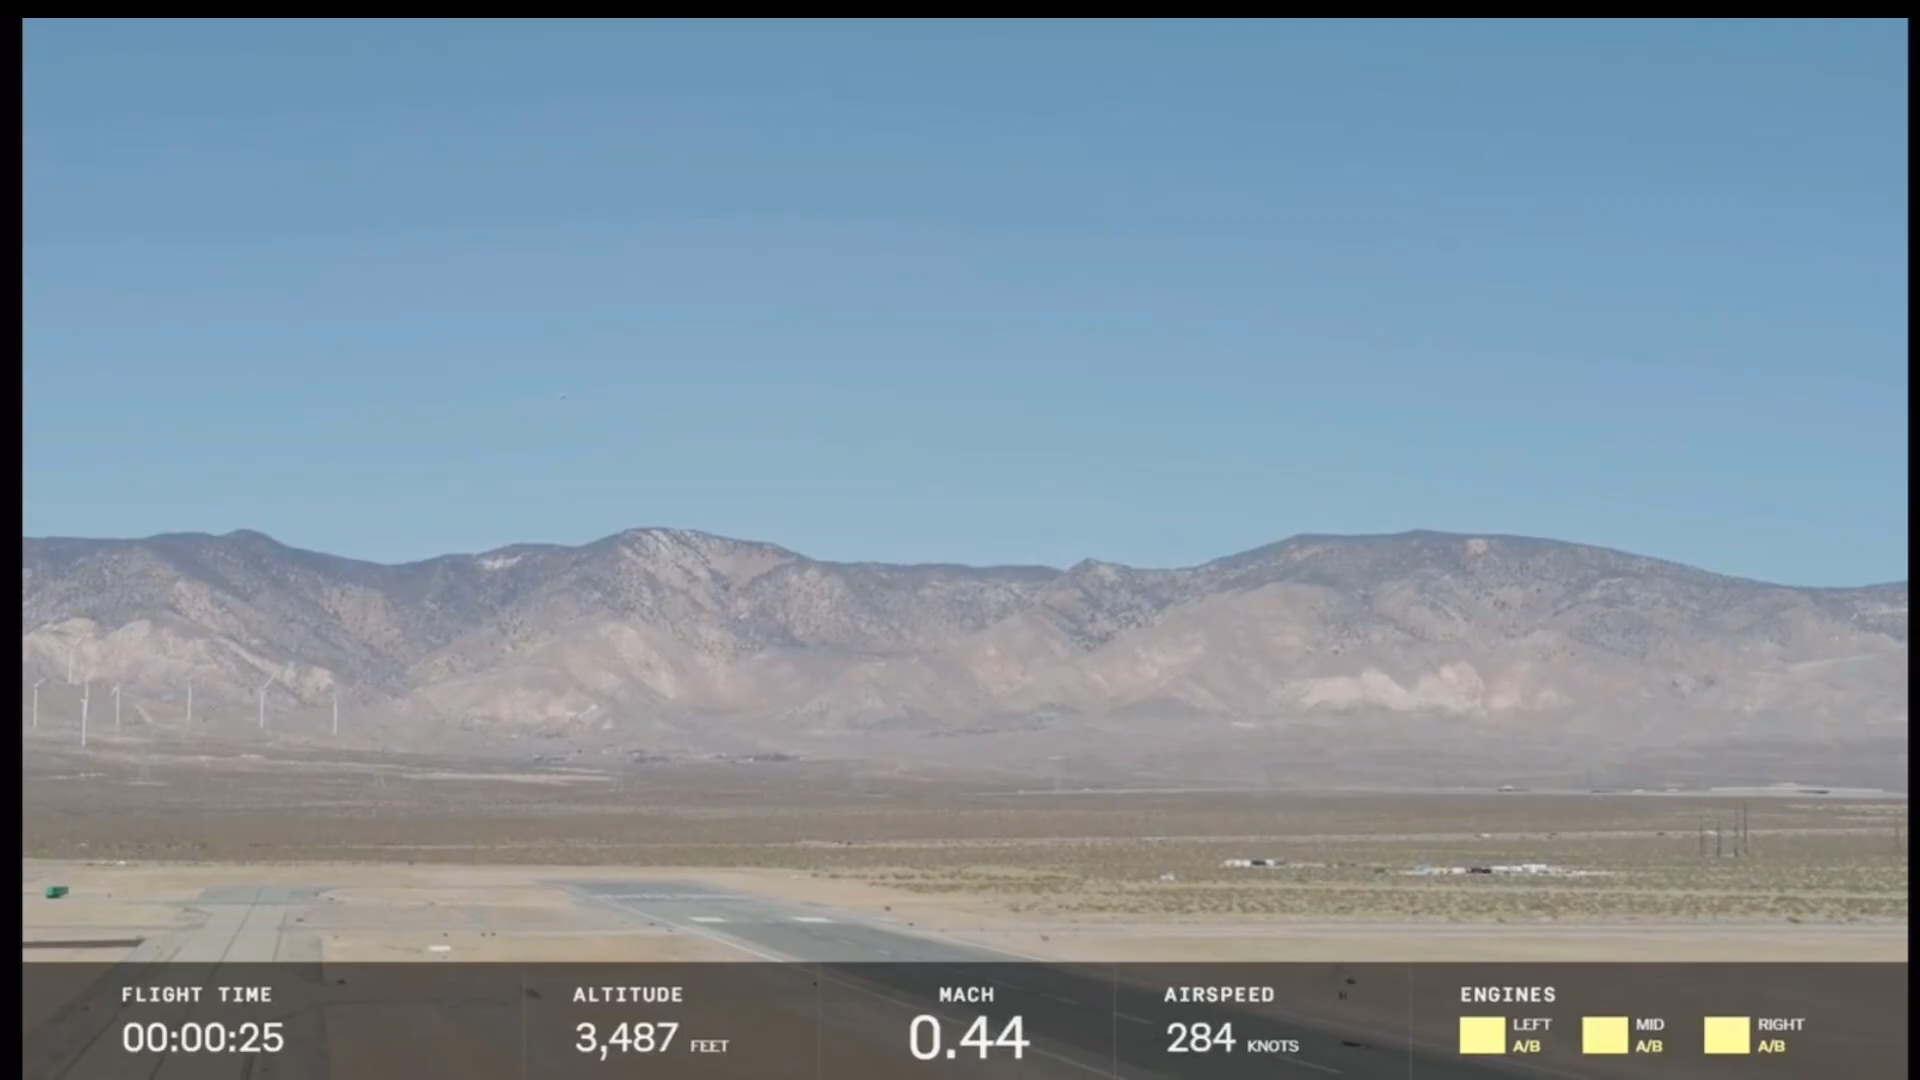 FLIGHT TIME
00:00:25
ALTITUDE
3,487 FEET
MACH
0.44
AIRSPEED
284 KNOTS
ENGINES
LEFT
A/B
MID
A/B
RIGHT
A/B